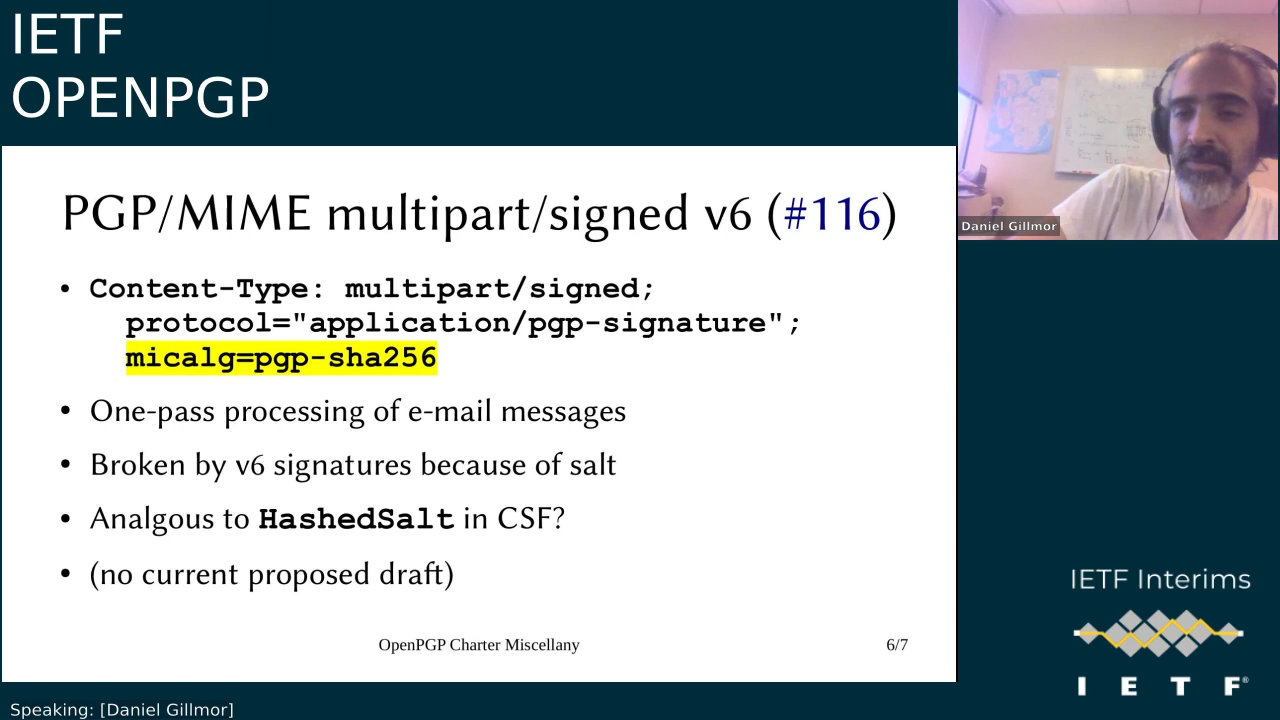 IETF
OPENPGP
PGP/MIME multipart/signed v6 (#116)
• Content-Type: multipart/signed;
protocol="application/pgp-signature";
micalg=pgp-sha256
• One-pass processing of e-mail messages
• Broken by v6 signatures because of salt
• Analgous to HashedSalt in CSF?
• (no current proposed draft)
OpenPGP Charter Miscellany
6/7
Daniel Gillmor
IETF Interims
I E T F®
Speaking: [Daniel Gillmor]